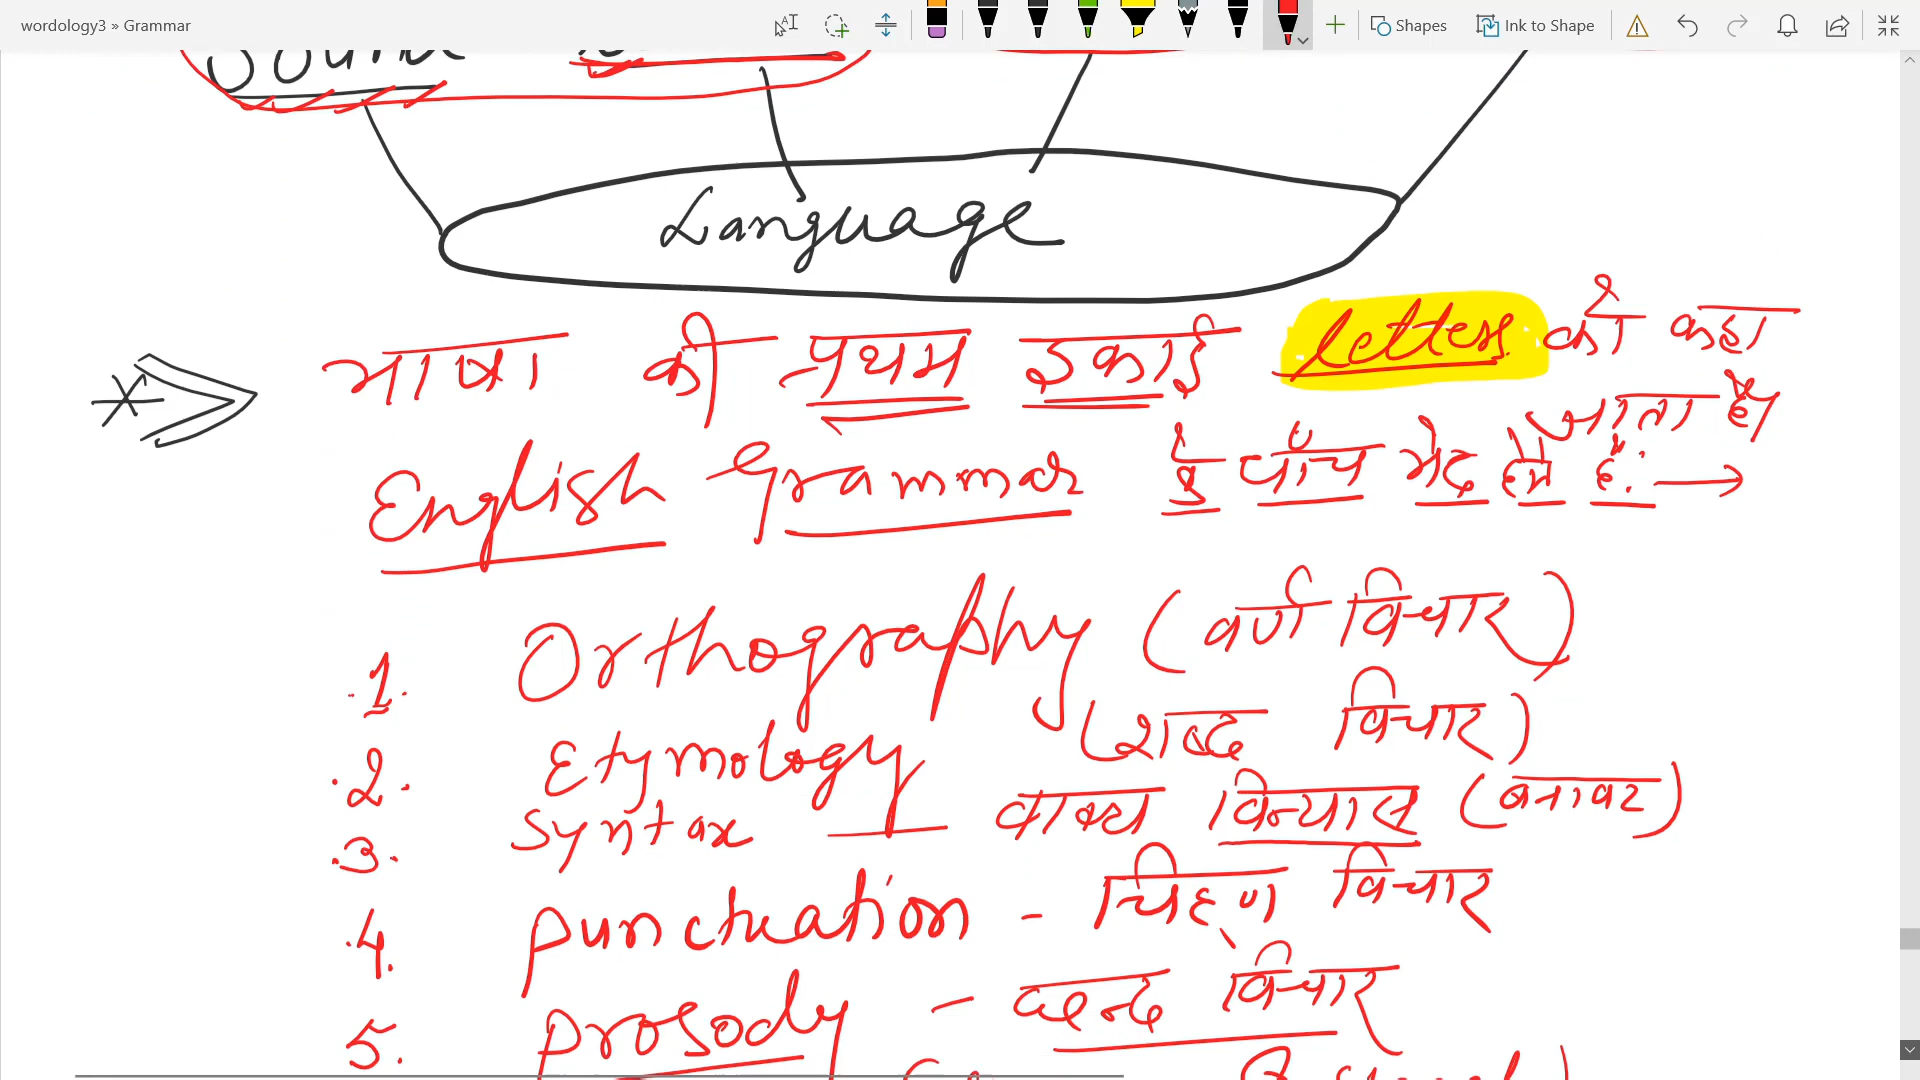 wordology3 » Grammar
Shapes
Ink to Shape
Sound
Language
भाषा की प्रथम इकाई letters को कहा
जाता है।
English Grammar के पाँच भेद होते हैं: →
1. Orthography (वर्ण विचार)
2. Etymology (शब्द विचार)
3. Syntax — वाक्य विन्यास (बनावट)
4. Punctuation - चिह्ण विचार
5. Prosody - छन्द विचार